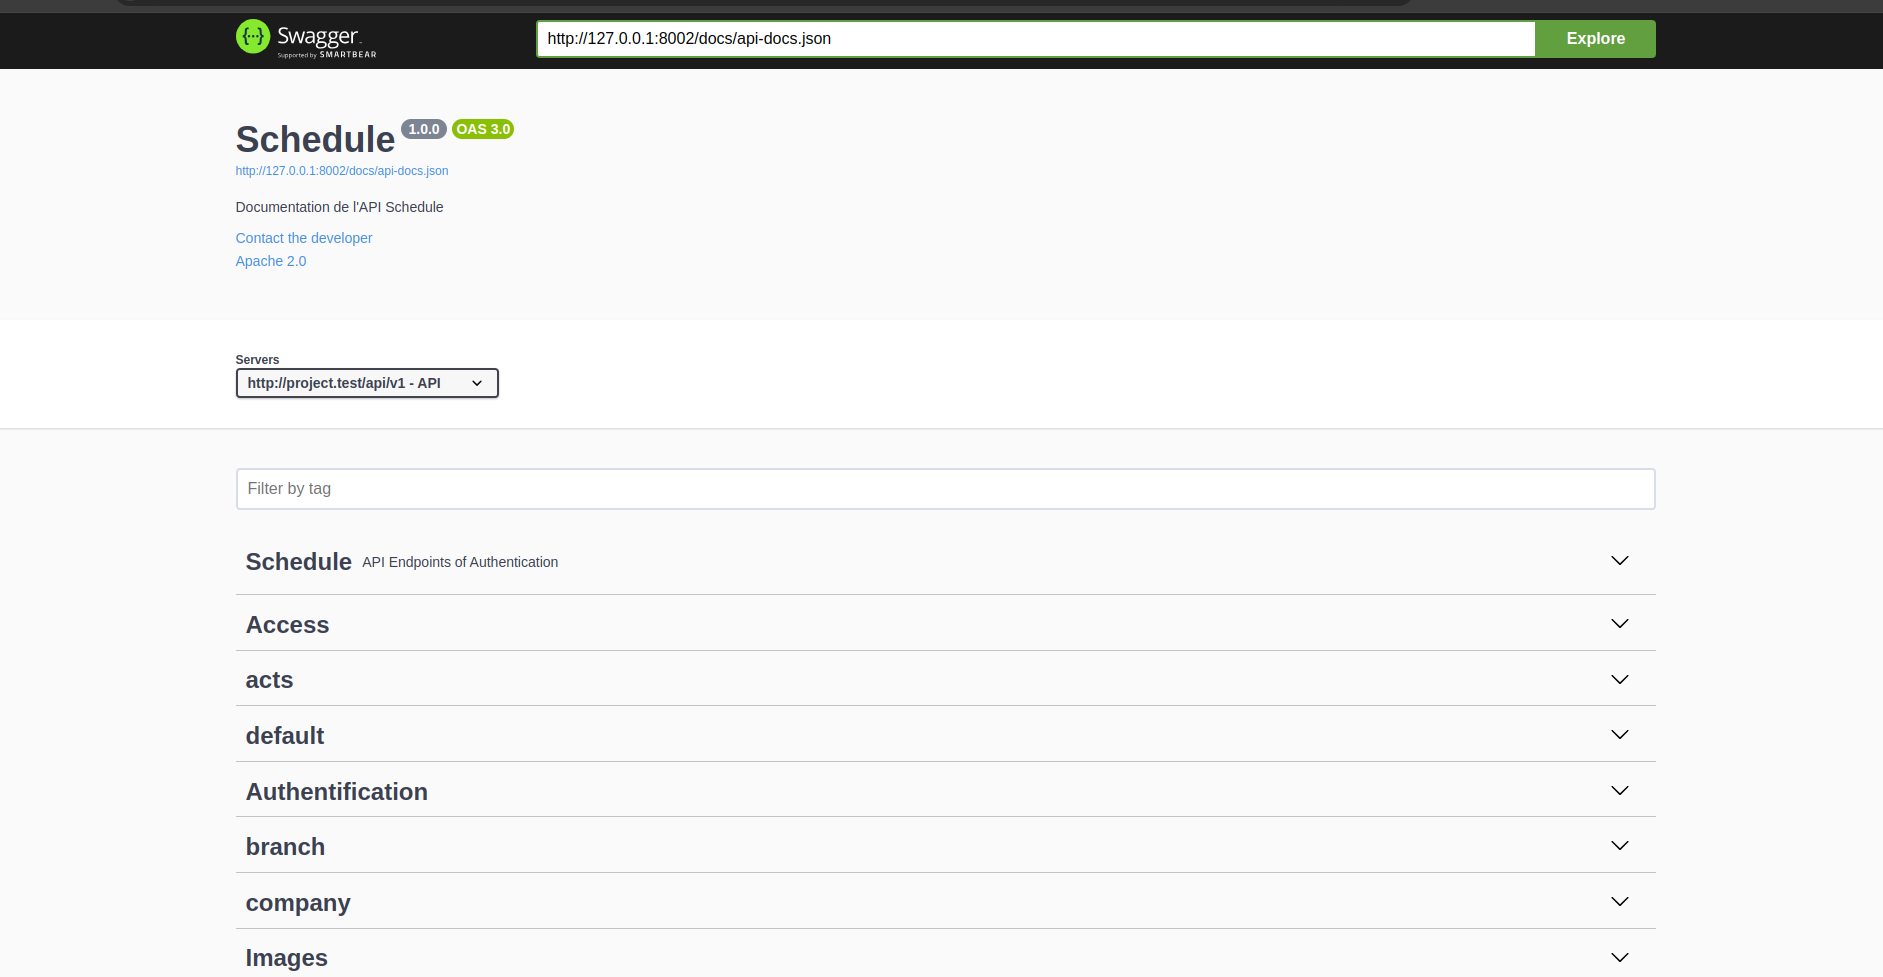 {...} Swagger
Supported by SMARTBEAR
http://127.0.0.1:8002/docs/api-docs.json
Explore
Schedule 1.0.0 OAS 3.0
http://127.0.0.1:8002/docs/api-docs.json
Documentation de l'API Schedule
Contact the developer
Apache 2.0
Servers
http://project.test/api/v1 - API
Filter by tag
Schedule API Endpoints of Authentication
Access
acts
default
Authentification
branch
company
Images